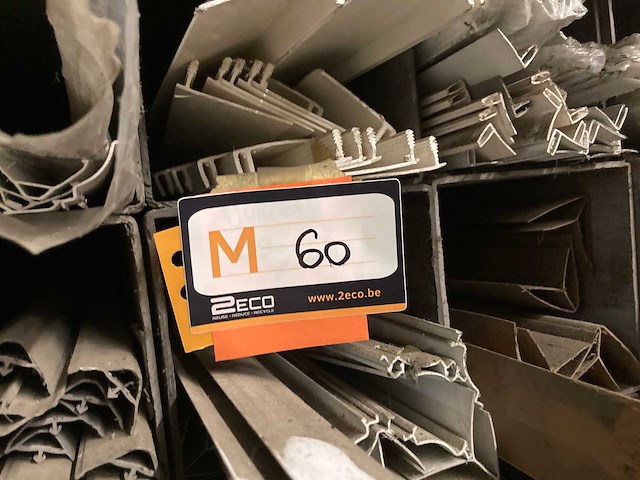 M 60
2ECO
REUSE - REDUCE - RECYCLE
www.2eco.be